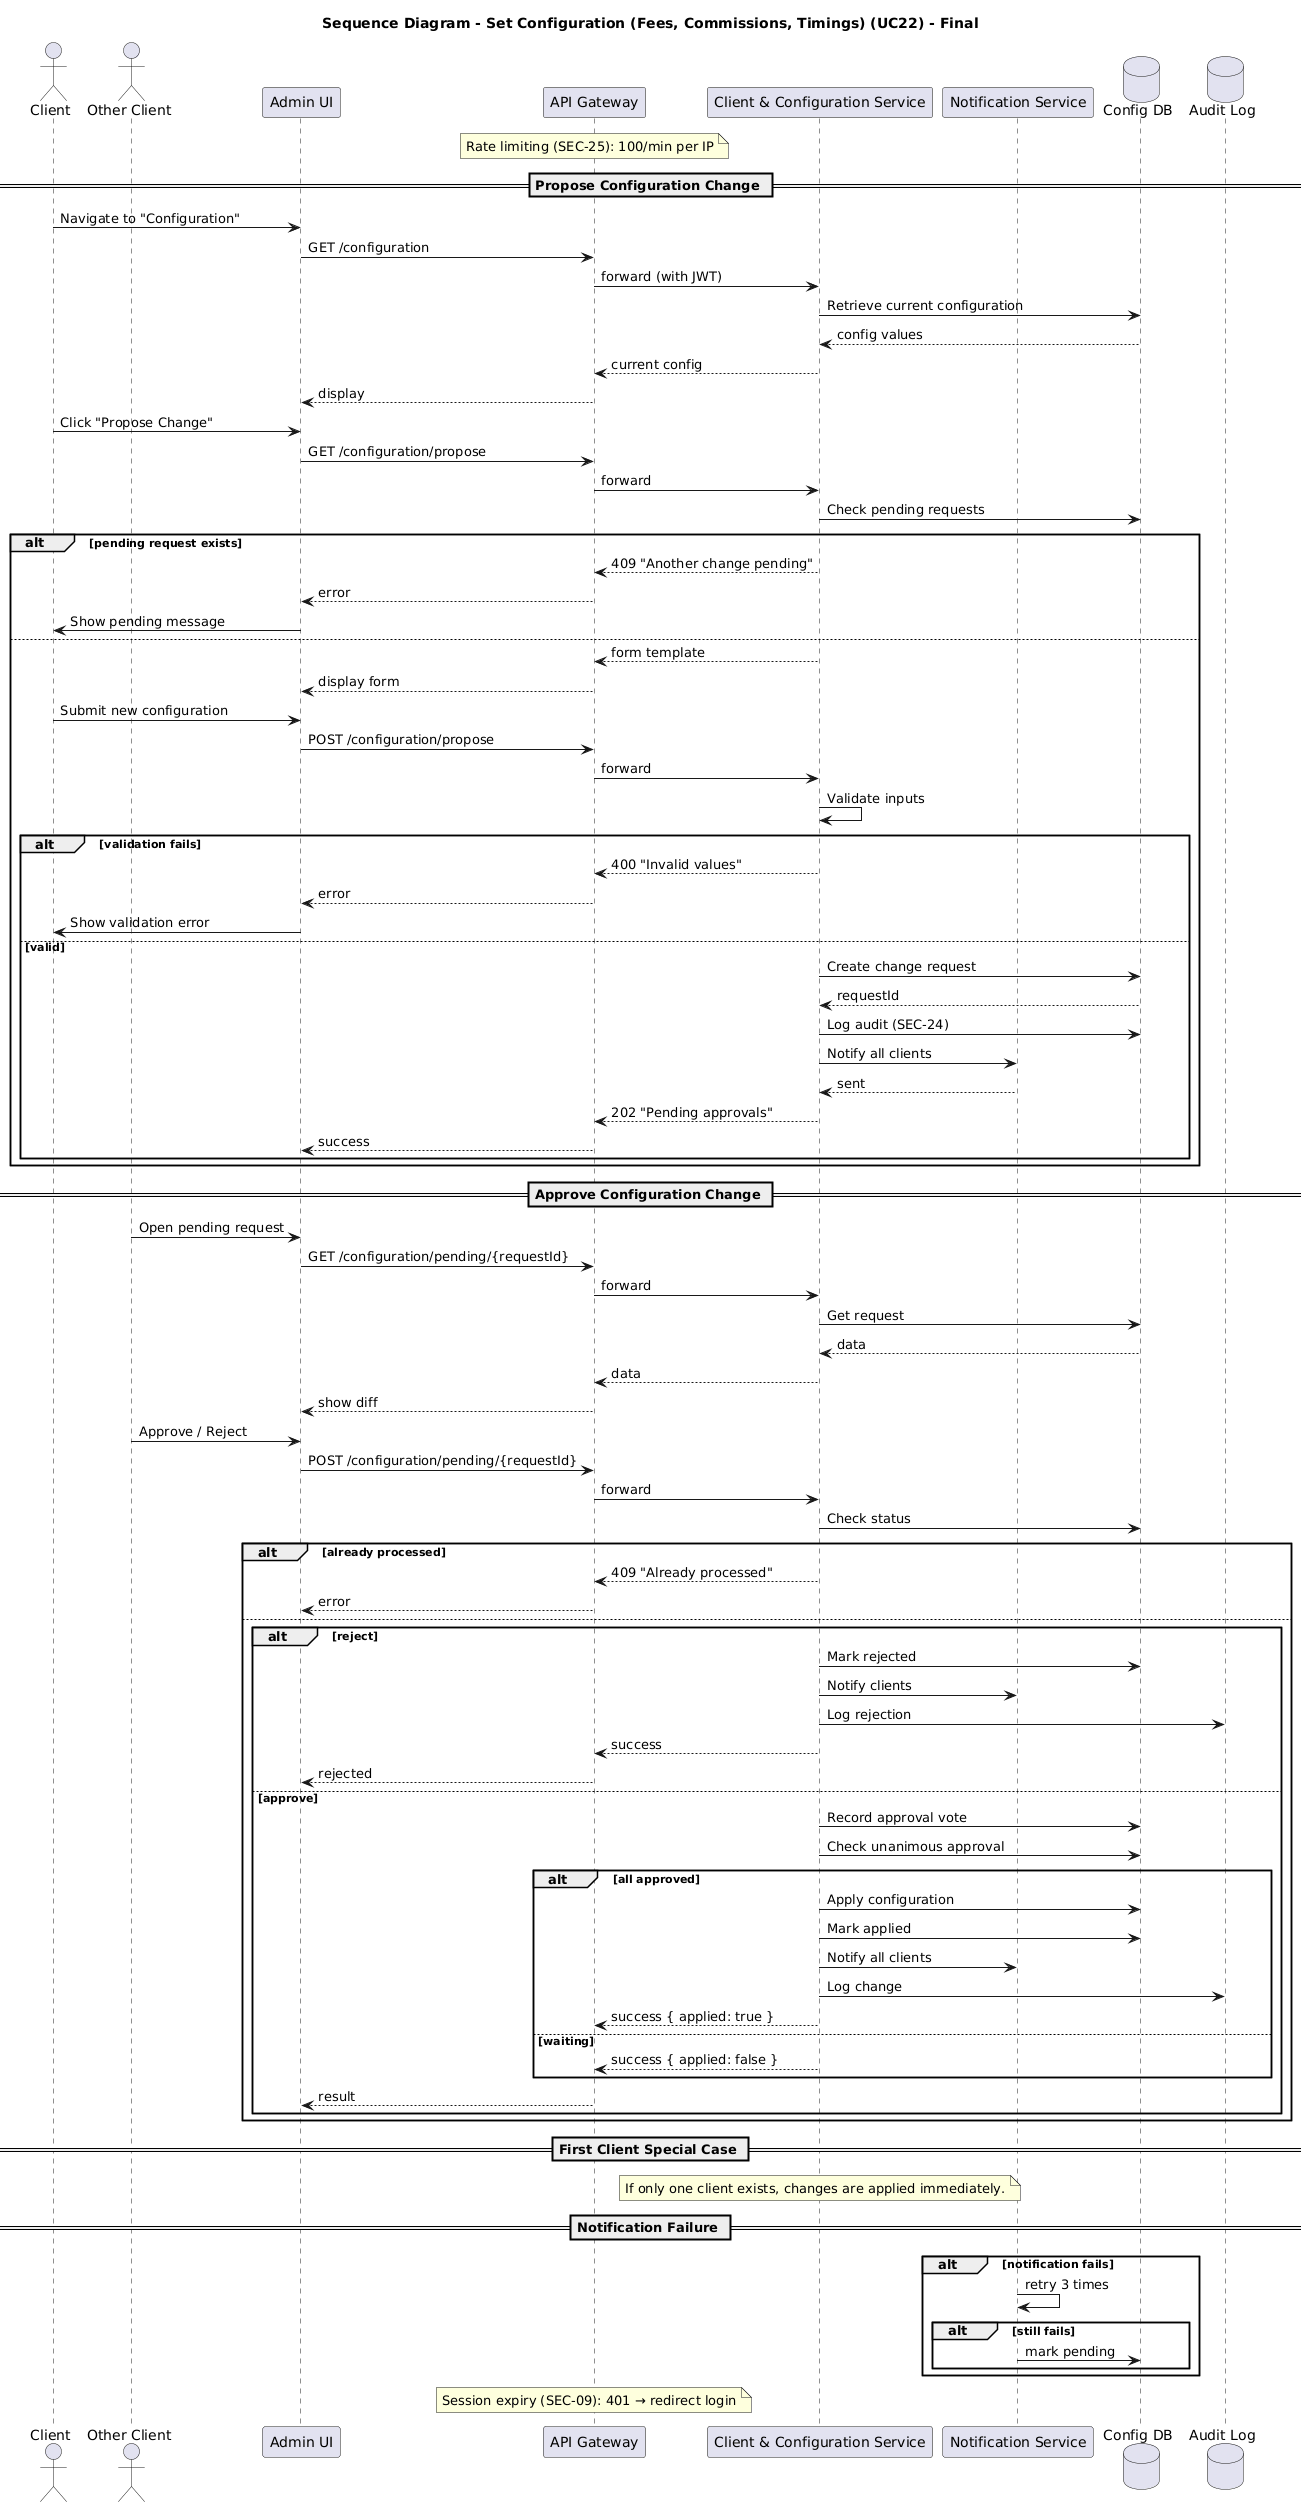 Sequence Diagram - Set Configuration (Fees, Commissions, Timings) (UC22) - Final
Client
Other Client
Admin UI
API Gateway
Client & Configuration Service
Notification Service
Config DB
Audit Log
Rate limiting (SEC-25): 100/min per IP
Propose Configuration Change
Navigate to "Configuration"
GET /configuration
forward (with JWT)
Retrieve current configuration
config values
current config
display
Click "Propose Change"
GET /configuration/propose
forward
Check pending requests
alt [pending request exists]
409 "Another change pending"
error
Show pending message
form template
display form
Submit new configuration
POST /configuration/propose
forward
Validate inputs
alt [validation fails]
400 "Invalid values"
error
Show validation error
[valid]
Create change request
requestId
Log audit (SEC-24)
Notify all clients
sent
202 "Pending approvals"
success
Approve Configuration Change
Open pending request
GET /configuration/pending/{requestId}
forward
Get request
data
data
show diff
Approve / Reject
POST /configuration/pending/{requestId}
forward
Check status
alt [already processed]
409 "Already processed"
error
alt [reject]
Mark rejected
Notify clients
Log rejection
success
rejected
[approve]
Record approval vote
Check unanimous approval
alt [all approved]
Apply configuration
Mark applied
Notify all clients
Log change
success { applied: true }
[waiting]
success { applied: false }
result
First Client Special Case
If only one client exists, changes are applied immediately.
Notification Failure
alt [notification fails]
retry 3 times
alt [still fails]
mark pending
Session expiry (SEC-09): 401 → redirect login
Client
Other Client
Admin UI
API Gateway
Client & Configuration Service
Notification Service
Config DB
Audit Log